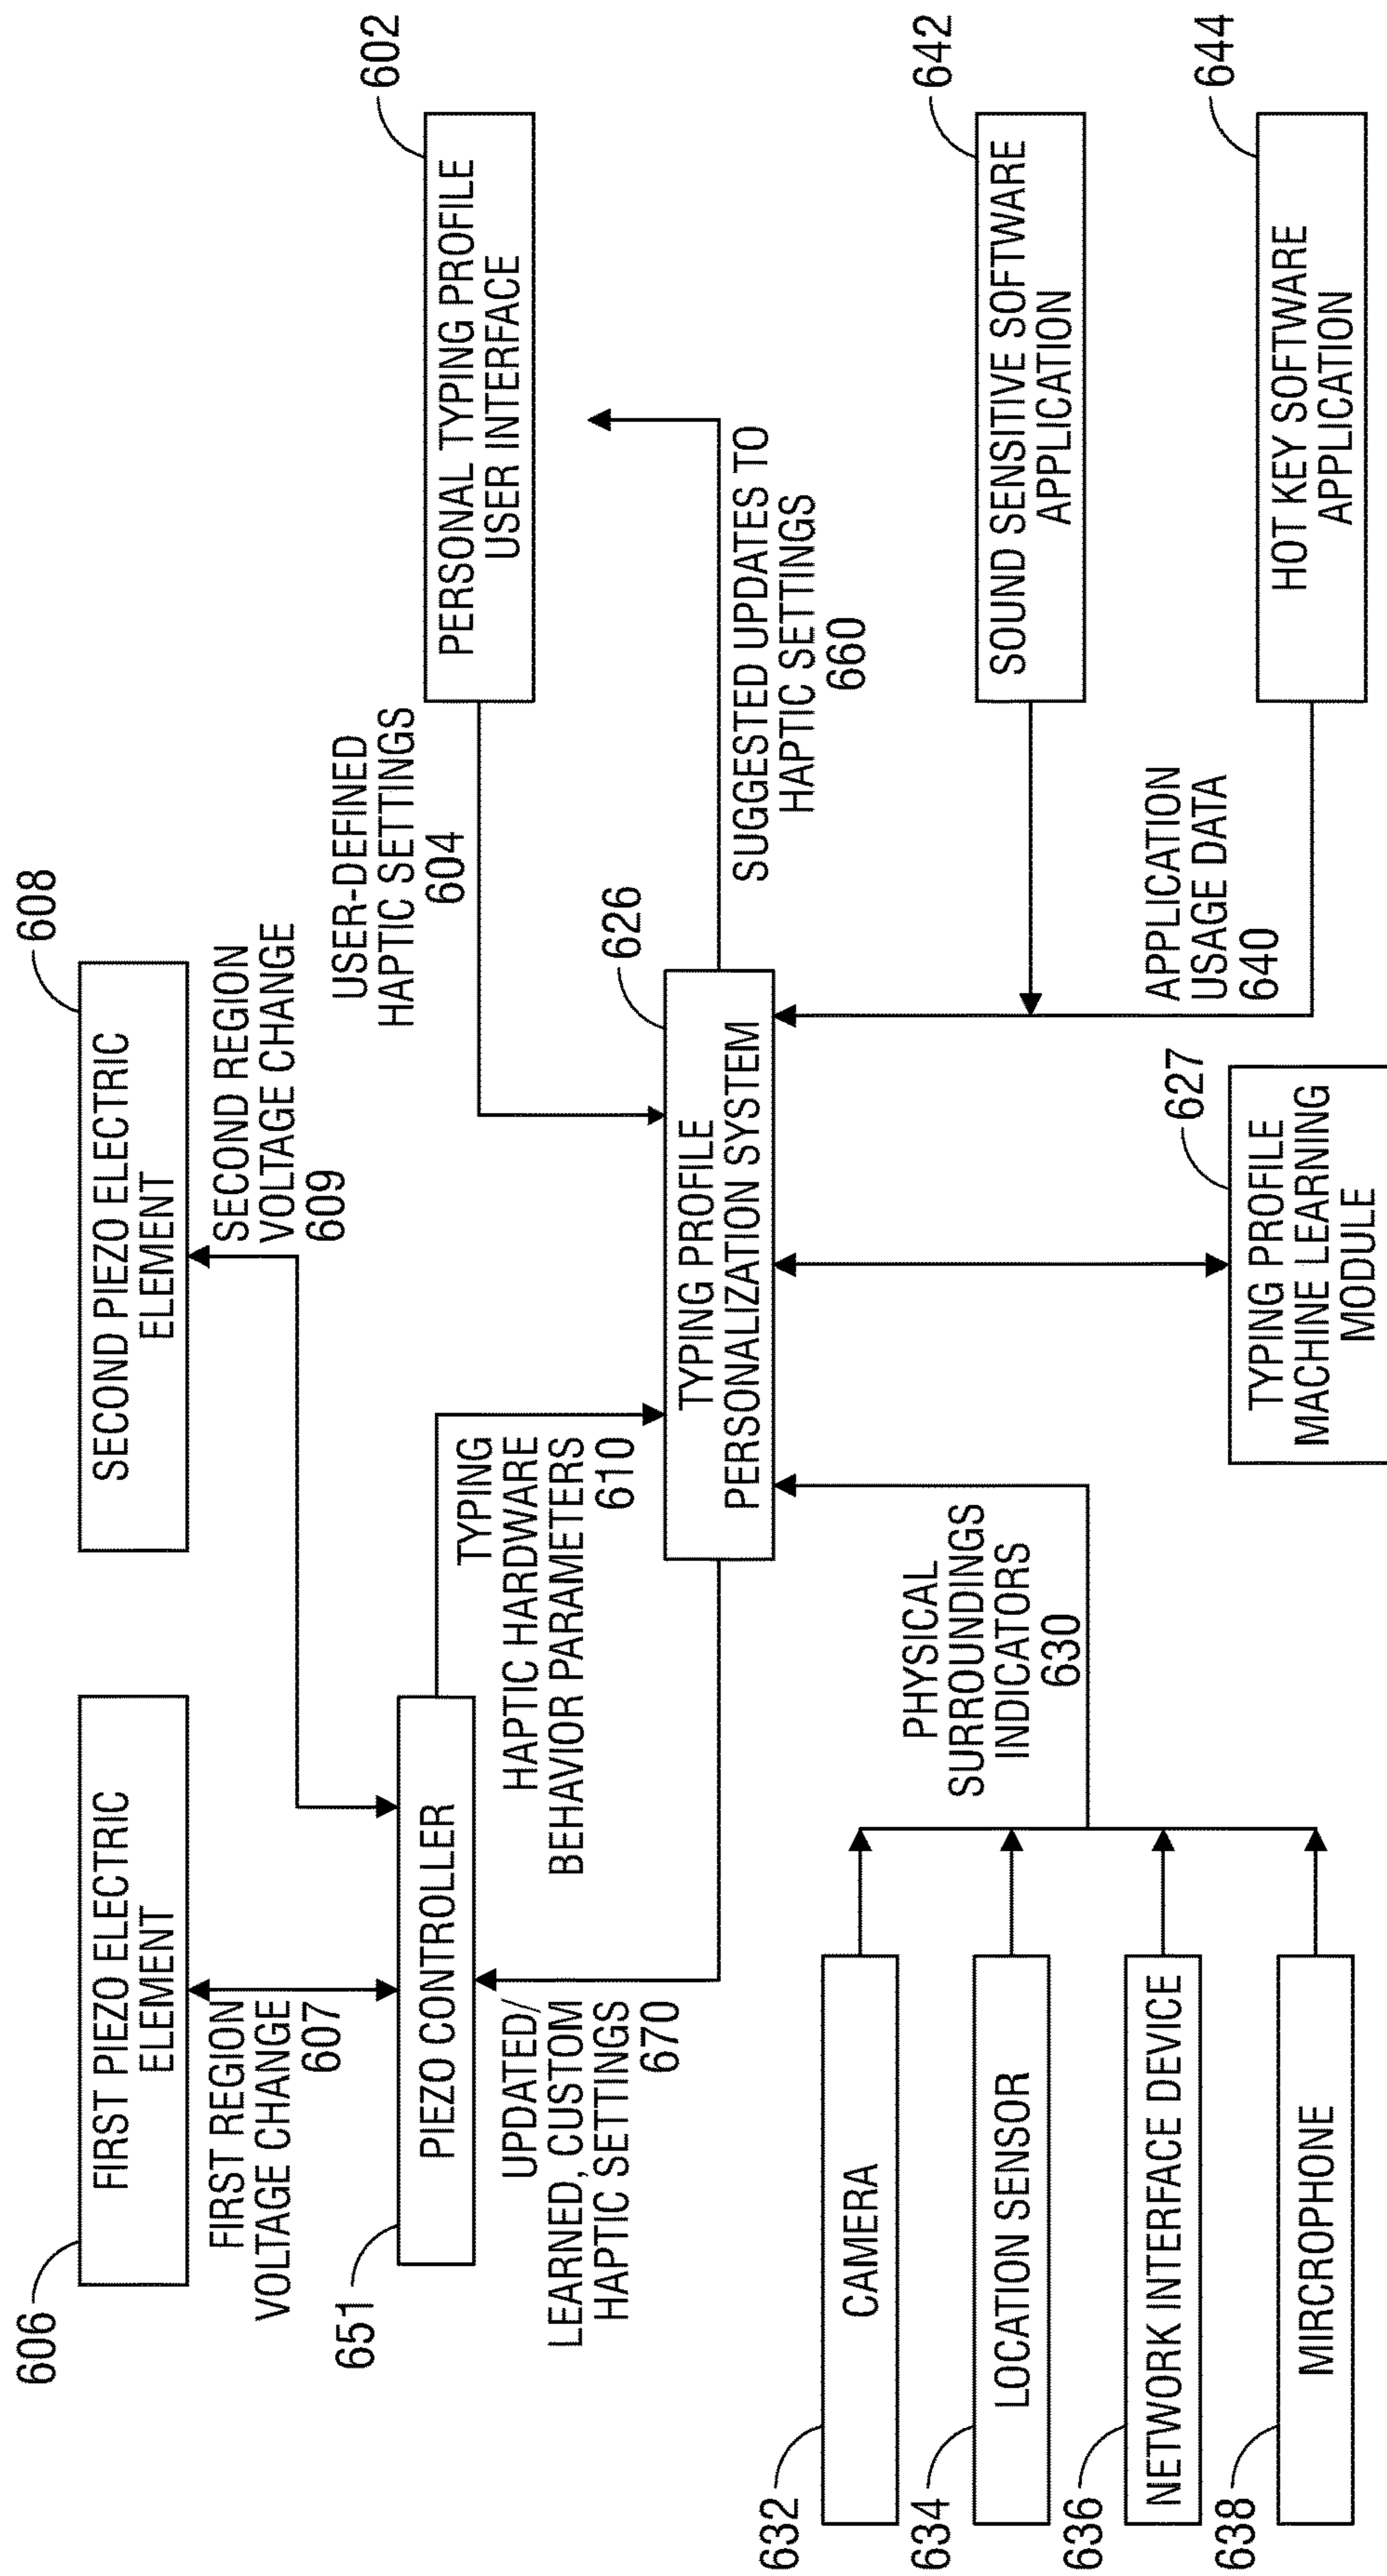 606
FIRST PIEZO ELECTRIC
ELEMENT
FIRST REGION
VOLTAGE CHANGE
607
608
SECOND PIEZO ELECTRIC
ELEMENT
SECOND REGION
VOLTAGE CHANGE
609
651
PIEZO CONTROLLER
USER-DEFINED
HAPTIC SETTINGS
604
602
PERSONAL TYPING PROFILE
USER INTERFACE
UPDATED/
LEARNED, CUSTOM
HAPTIC SETTINGS
670
TYPING
HAPTIC HARDWARE
BEHAVIOR PARAMETERS
610
626
TYPING PROFILE
PERSONALIZATION SYSTEM
SUGGESTED UPDATES TO
HAPTIC SETTINGS
660
632
CAMERA
634
LOCATION SENSOR
636
NETWORK INTERFACE DEVICE
638
MIRCROPHONE
PHYSICAL
SURROUNDINGS
INDICATORS
630
627
TYPING PROFILE
MACHINE LEARNING
MODULE
APPLICATION
USAGE DATA
640
642
SOUND SENSITIVE SOFTWARE
APPLICATION
644
HOT KEY SOFTWARE
APPLICATION